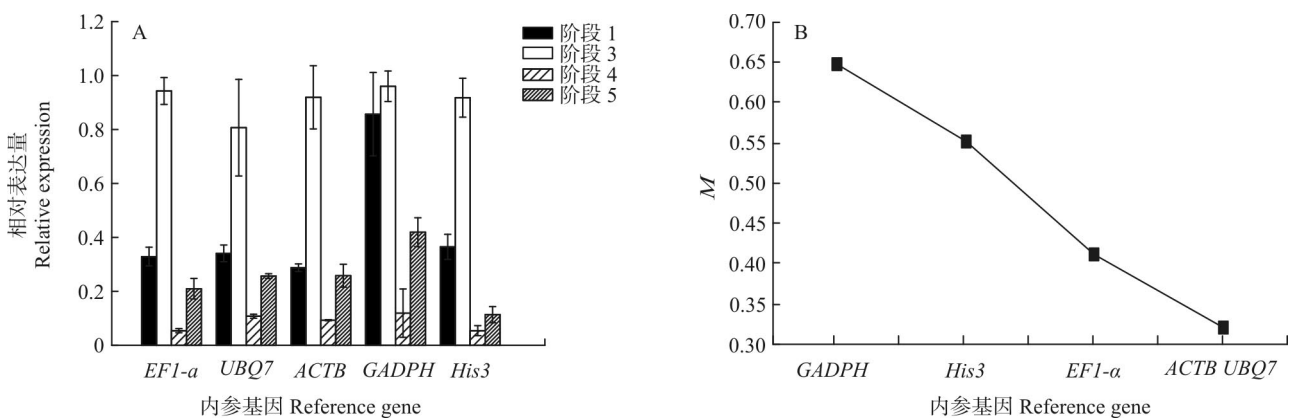 A
阶段 1
阶段 3
阶段 4
阶段 5
相对表达量
Relative expression
1.2
1.0
0.8
0.6
0.4
0.2
0
EF1-a UBQ7 ACTB GADPH His3
内参基因 Reference gene
B
M
0.70
0.65
0.60
0.55
0.50
0.45
0.40
0.35
0.30
GADPH His3 EF1-α ACTB UBQ7
内参基因 Reference gene